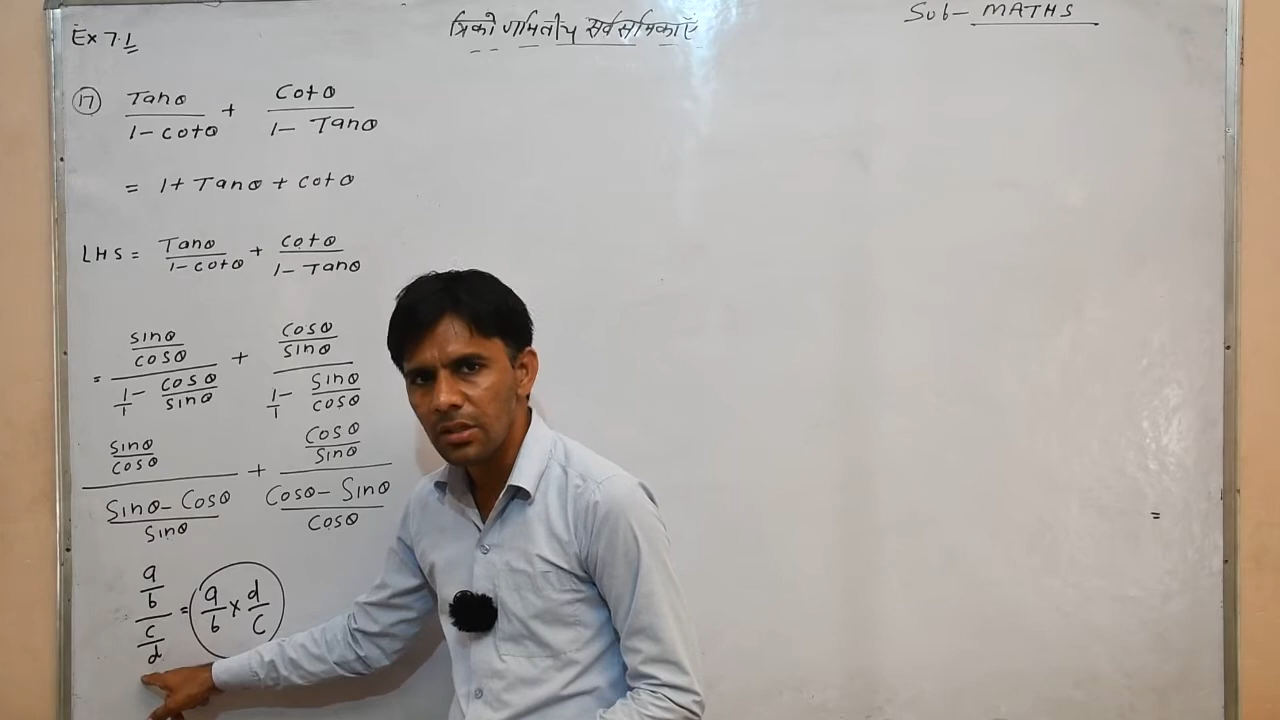 Ex 7.1
त्रिकोणमितीय सर्वसमिकाएँ
Sub- MATHS
(17) Tanθ/1-cotθ + Cotθ/1- Tanθ
= 1+ Tanθ + cotθ
LHS = Tanθ/1-cotθ + cotθ/1- Tanθ
= (sinθ/cosθ)/(1/1 - cosθ/sinθ) + (cosθ/sinθ)/(1/1 - sinθ/cosθ)
(sinθ/cosθ)/((Sinθ- Cosθ)/Sinθ) + (Cosθ/Sinθ)/((Cosθ- Sinθ)/Cosθ)
(a/b)/(c/d) = a/b × d/c
=